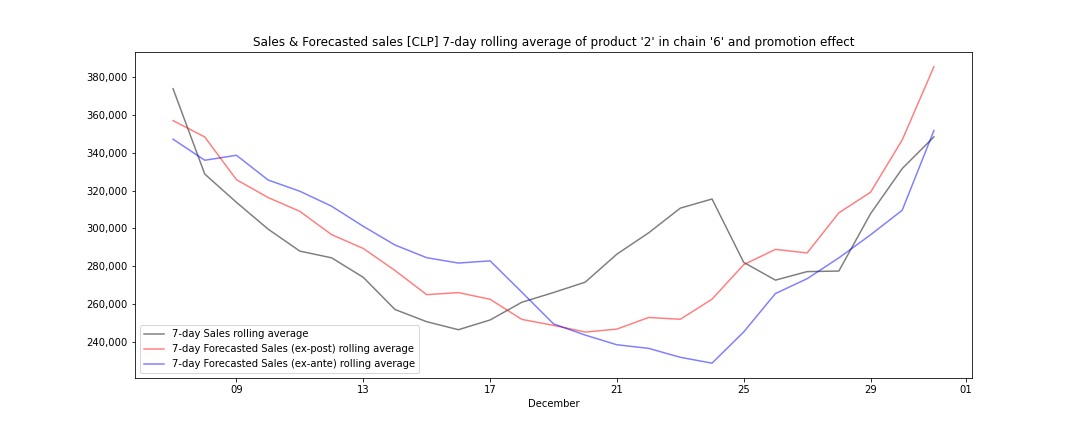 Sales & Forecasted sales [CLP] 7-day rolling average of product '2' in chain '6' and promotion effect
380,000
360,000
340,000
320,000
300,000
280,000
260,000
240,000
7-day Sales rolling average
7-day Forecasted Sales (ex-post) rolling average
7-day Forecasted Sales (ex-ante) rolling average
09 13 17 21 25 29 01
December